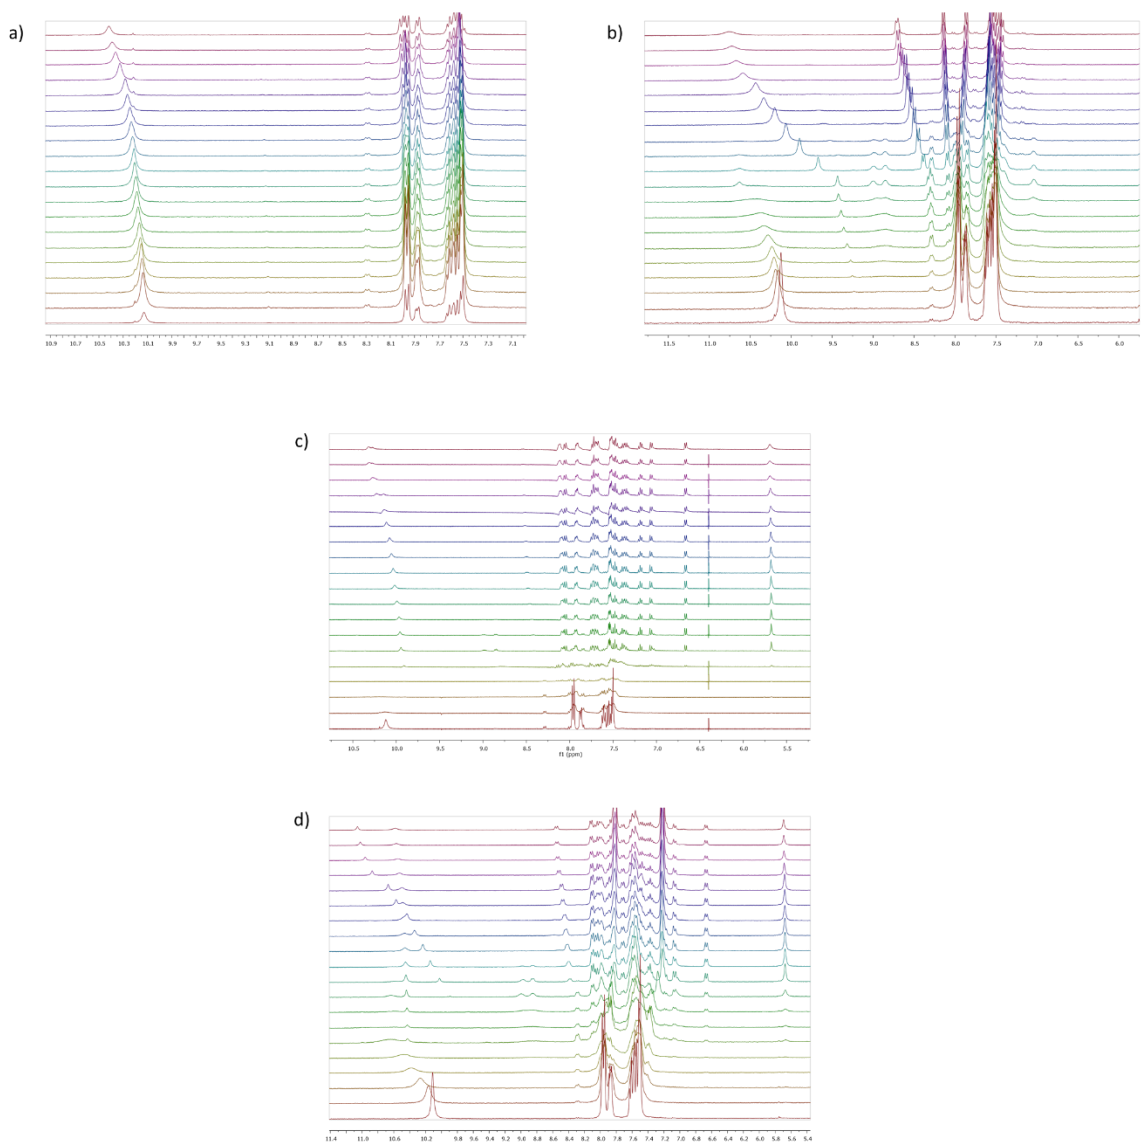 a)
b)
10.9 10.7 10.5 10.3 10.1 9.9 9.7 9.5 9.3 9.1 8.9 8.7 8.5 8.3 8.1 7.9 7.7 7.5 7.3 7.1
11.5 11.0 10.5 10.0 9.5 9.0 8.5 8.0 7.5 7.0 6.5 6.0
c)
10.5 10.0 9.5 9.0 8.5 8.0 7.5 7.0 6.5 6.0 5.5
f1 (ppm)
d)
11.4 11.0 10.6 10.2 9.8 9.6 9.4 9.2 9.0 8.8 8.6 8.4 8.2 8.0 7.8 7.6 7.4 7.2 7.0 6.8 6.6 6.4 6.2 6.0 5.8 5.6 5.4